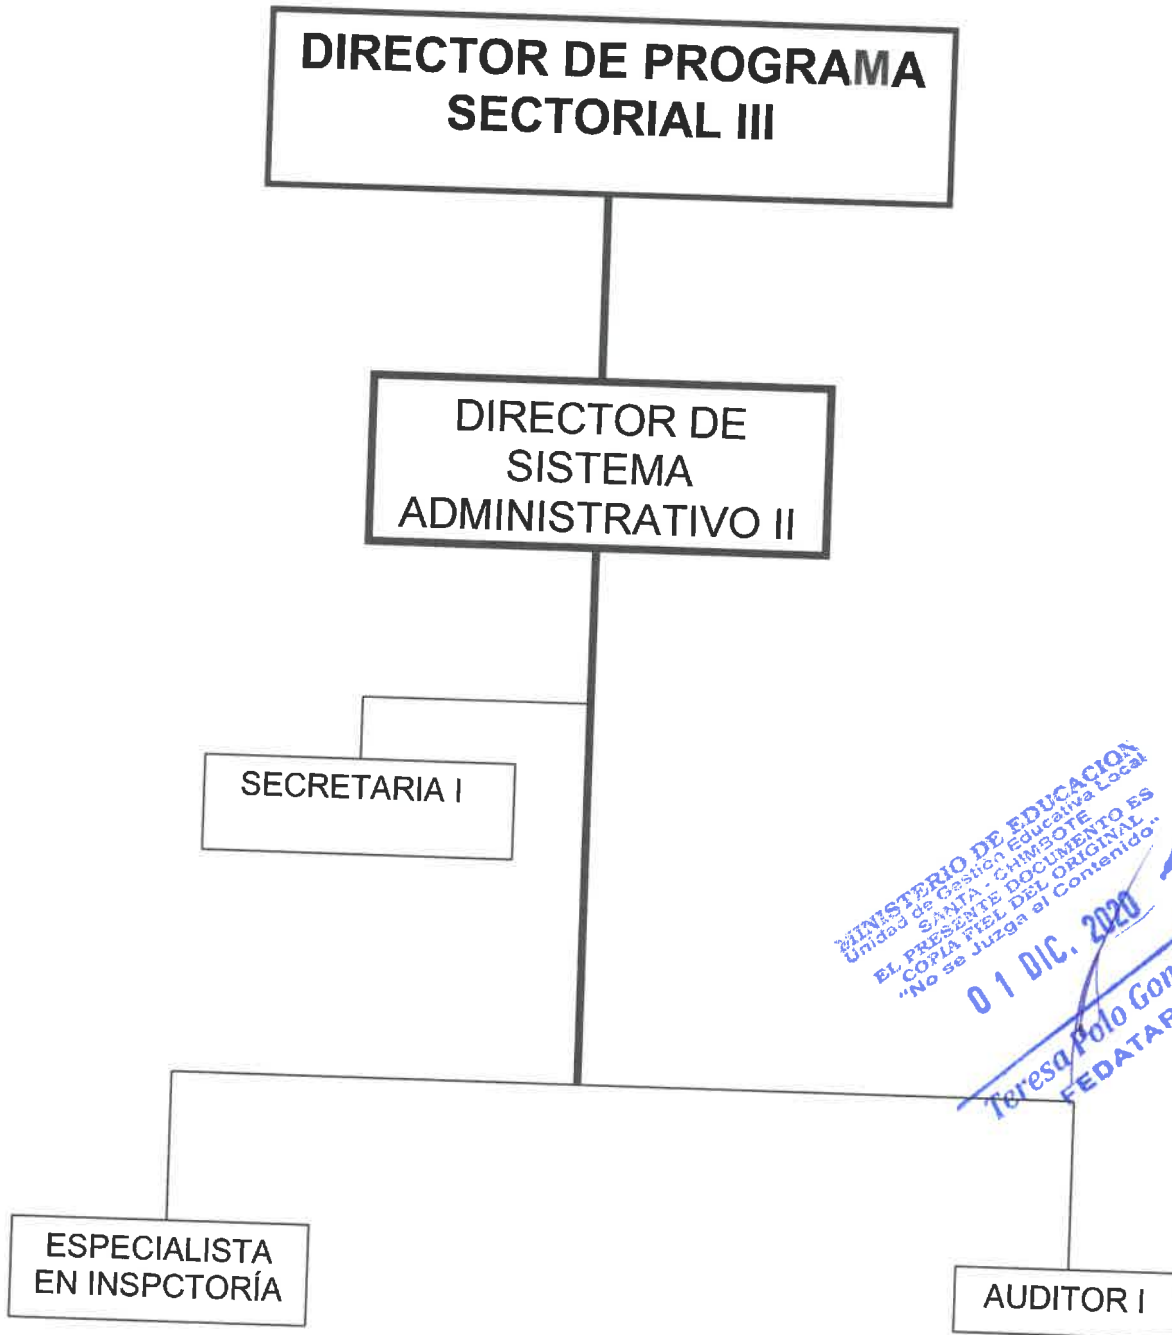 DIRECTOR DE PROGRAMA
SECTORIAL III
DIRECTOR DE
SISTEMA
ADMINISTRATIVO II
SECRETARIA I
MINISTERIO DE EDUCACION
Unidad de Gestión Educativa Local
SANTA - CHIMBOTE
EL PRESENTE DOCUMENTO ES
COPIA FIEL DEL ORIGINAL
"No se Juzga el Contenido"
01 DIC. 2020
Teresa Polo
ESPECIALISTA
EN INSPCTORÍA
AUDITOR I